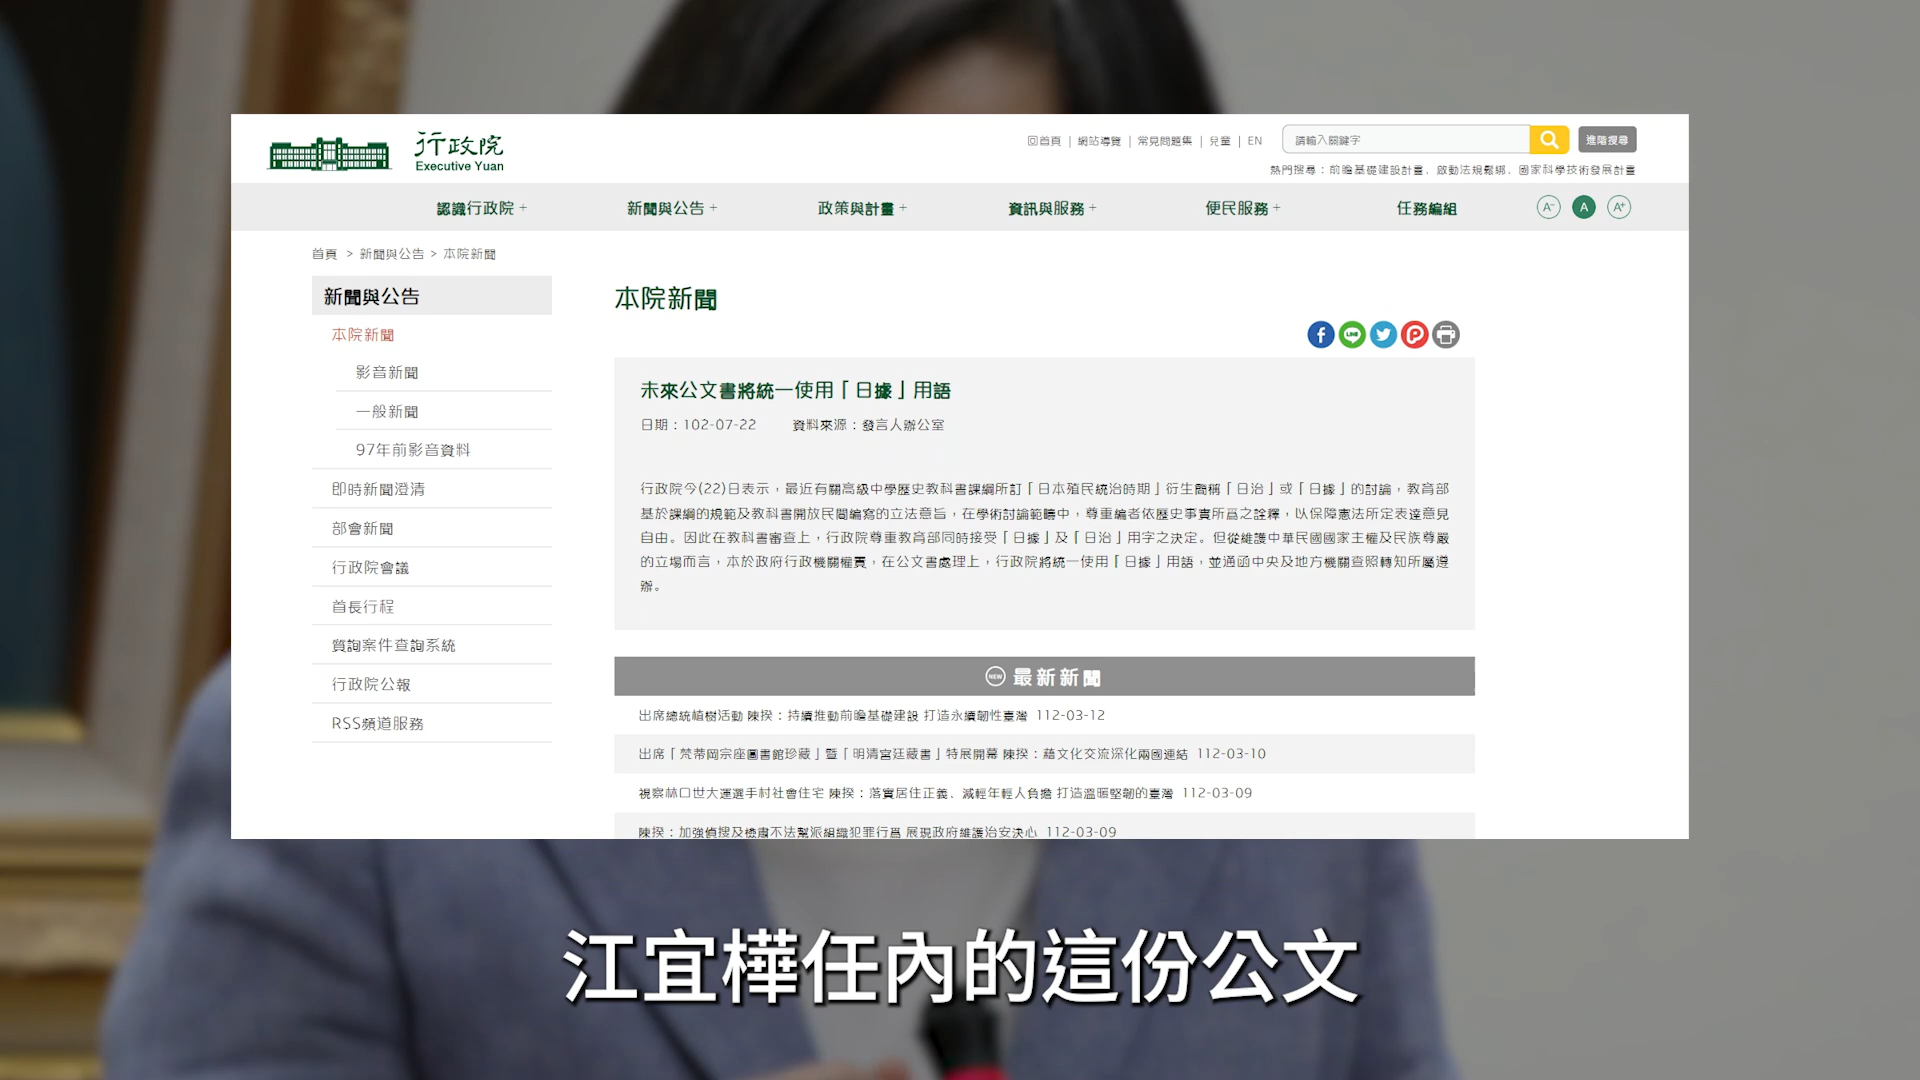 行政院
Executive Yuan
回首頁 | 網站導覽 | 常見問題集 | 兒童 | EN
請輸入關鍵字
進階搜尋
熱門搜尋：前瞻基礎建設計畫、啟動法規鬆綁、國家科學技術發展計畫
認識行政院 + 新聞與公告 + 政策與計畫 + 資訊與服務 + 便民服務 + 任務編組 A- A A+
首頁 > 新聞與公告 > 本院新聞
新聞與公告
本院新聞
影音新聞
一般新聞
97年前影音資料
即時新聞澄清
部會新聞
行政院會議
首長行程
質詢案件查詢系統
行政院公報
RSS頻道服務
本院新聞
未來公文書將統一使用「日據」用語
日期：102-07-22 資料來源：發言人辦公室
行政院今(22)日表示，最近有關高級中學歷史教科書課綱所訂「日本殖民統治時期」衍生簡稱「日治」或「日據」的討論，教育部
基於課綱的規範及教科書開放民間編寫的立法意旨，在學術討論範疇中，尊重編者依歷史事實所為之詮釋，以保障憲法所定表達意見
自由。因此在教科書審查上，行政院尊重教育部同時接受「日據」及「日治」用字之決定。但從維護中華民國國家主權及民族尊嚴
的立場而言，本於政府行政機關權責，在公文書處理上，行政院將統一使用「日據」用語，並通函中央及地方機關查照轉知所屬遵
辦。
NEW 最新新聞
出席總統植樹活動 陳揆：持續推動前瞻基礎建設 打造永續韌性臺灣 112-03-12
出席「梵蒂岡宗座圖書館珍藏」暨「明清宮廷藏書」特展開幕 陳揆：藉文化交流深化兩國連結 112-03-10
視察林口世大運選手村社會住宅 陳揆：落實居住正義、減輕年輕人負擔 打造溫暖堅韌的臺灣 112-03-09
陳揆：加強偵搜及檢肅不法幫派組織犯罪行為 展現政府維護治安決心 112-03-09
江宜樺任內的這份公文